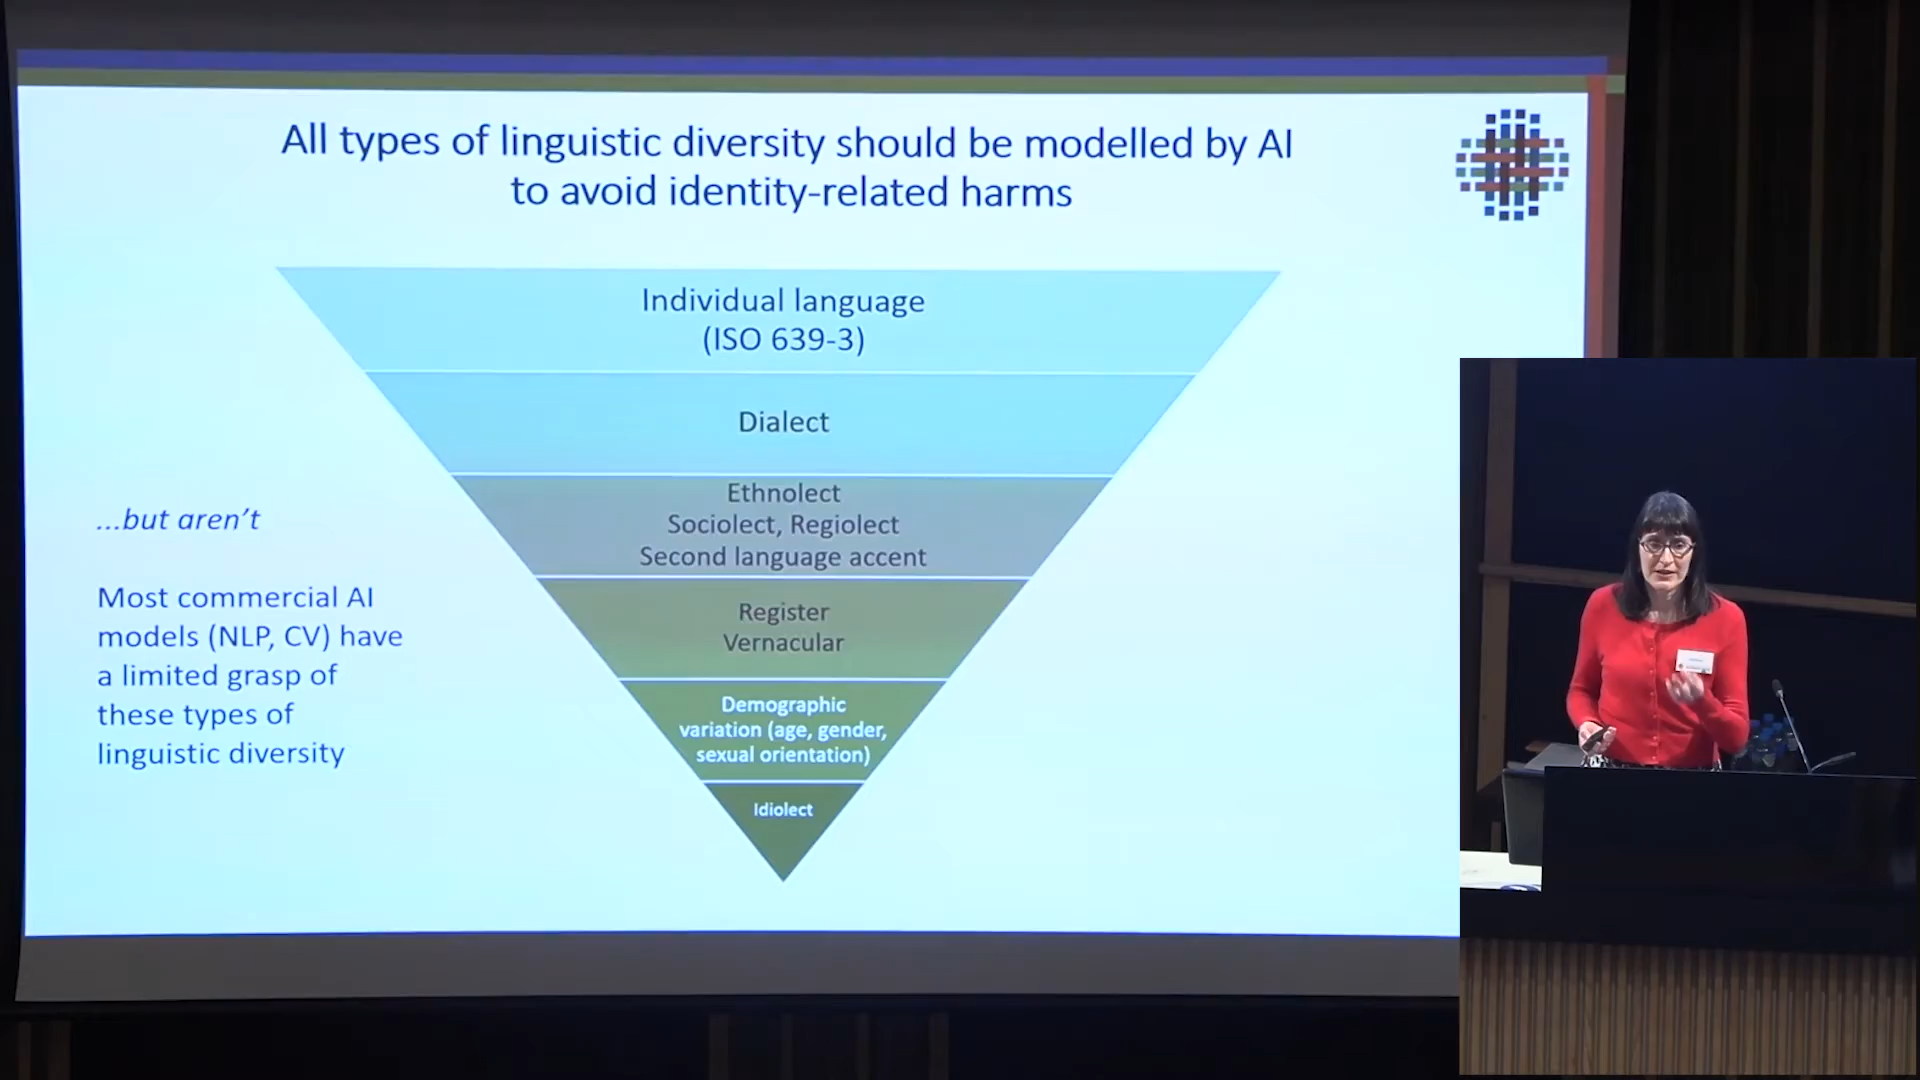 All types of linguistic diversity should be modelled by AI
to avoid identity-related harms
Individual language
(ISO 639-3)
Dialect
Ethnolect
Sociolect, Regiolect
Second language accent
Register
Vernacular
Demographic
variation (age, gender,
sexual orientation)
Idiolect
...but aren't
Most commercial AI
models (NLP, CV) have
a limited grasp of
these types of
linguistic diversity